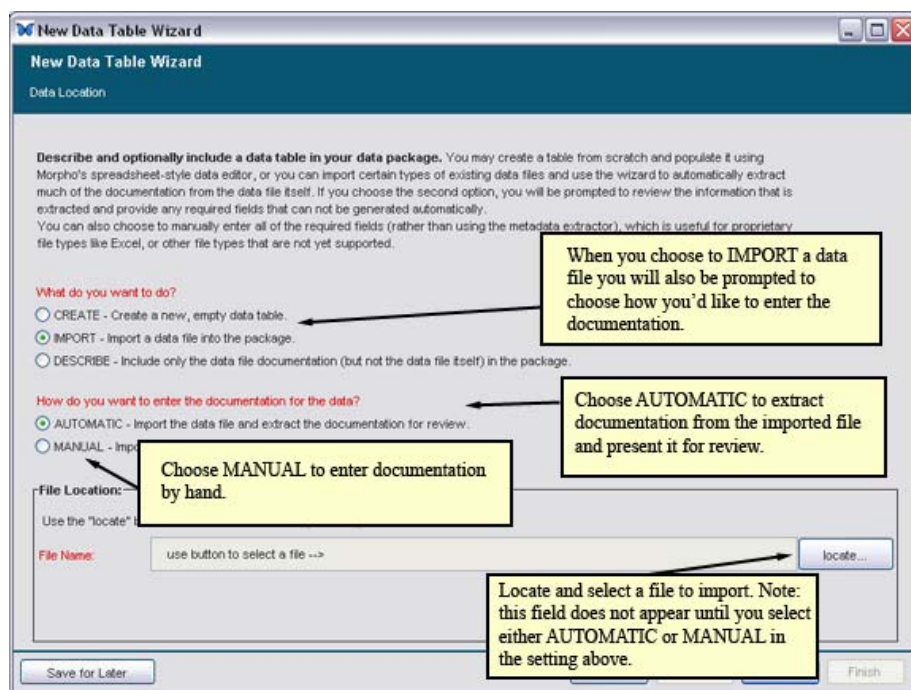 New Data Table Wizard
New Data Table Wizard
Data Location
Describe and optionally include a data table in your data package. You may create a table from scratch and populate it using
Morpho's spreadsheet-style data editor, or you can import certain types of existing data files and use the wizard to automatically extract
much of the documentation from the data file itself. If you choose the second option, you will be prompted to review the information that is
extracted and provide any required fields that can not be generated automatically.
You can also choose to manually enter all of the required fields (rather than using the metadata extractor), which is useful for proprietary
file types like Excel, or other file types that are not yet supported.
When you choose to IMPORT a data
file you will also be prompted to
choose how you'd like to enter the
documentation.
What do you want to do?
CREATE - Create a new, empty data table.
IMPORT - Import a data file into the package.
DESCRIBE - Include only the data file documentation (but not the data file itself) in the package.
How do you want to enter the documentation for the data?
AUTOMATIC - Import the data file and extract the documentation for review.
MANUAL - Impo
Choose AUTOMATIC to extract
documentation from the imported file
and present it for review.
Choose MANUAL to enter documentation
by hand.
File Location:
Use the "locate"
File Name:
use button to select a file -->
locate...
Locate and select a file to import. Note:
this field does not appear until you select
either AUTOMATIC or MANUAL in
the setting above.
Save for Later
Finish